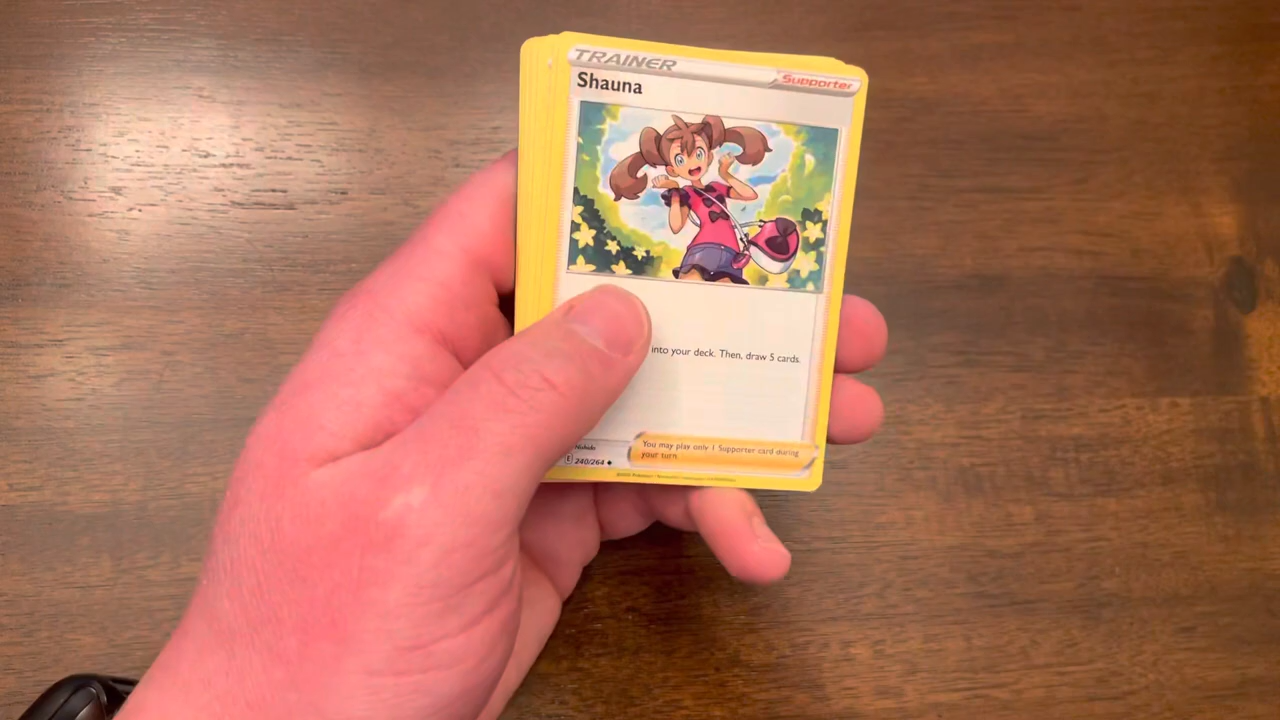 TRAINER
Supporter
Shauna
into your deck. Then, draw 5 cards.
You may play only 1 Supporter card during
your turn.
E 240/264